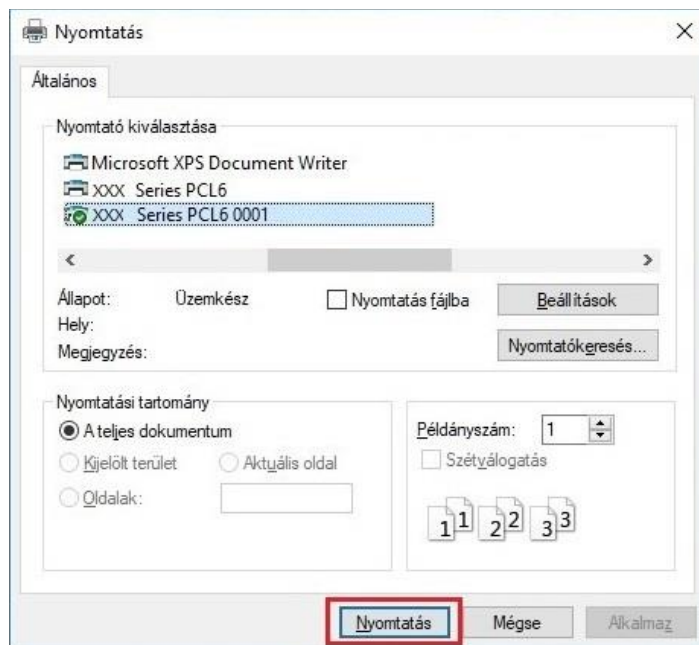 Nyomtatás
Általános
Nyomtató kiválasztása
Microsoft XPS Document Writer
XXX Series PCL6
XXX Series PCL6 0001
Állapot: Üzemkész
Nyomtatás fájlba
Beállítások
Hely:
Megjegyzés:
Nyomtatókeresés...
Nyomtatási tartomány
A teljes dokumentum
Kijelölt terület
Aktuális oldal
Oldalak:
Példányszám: 1
Szétválogatás
1 1 2 2 3 3
Nyomtatás
Mégse
Alkalmaz